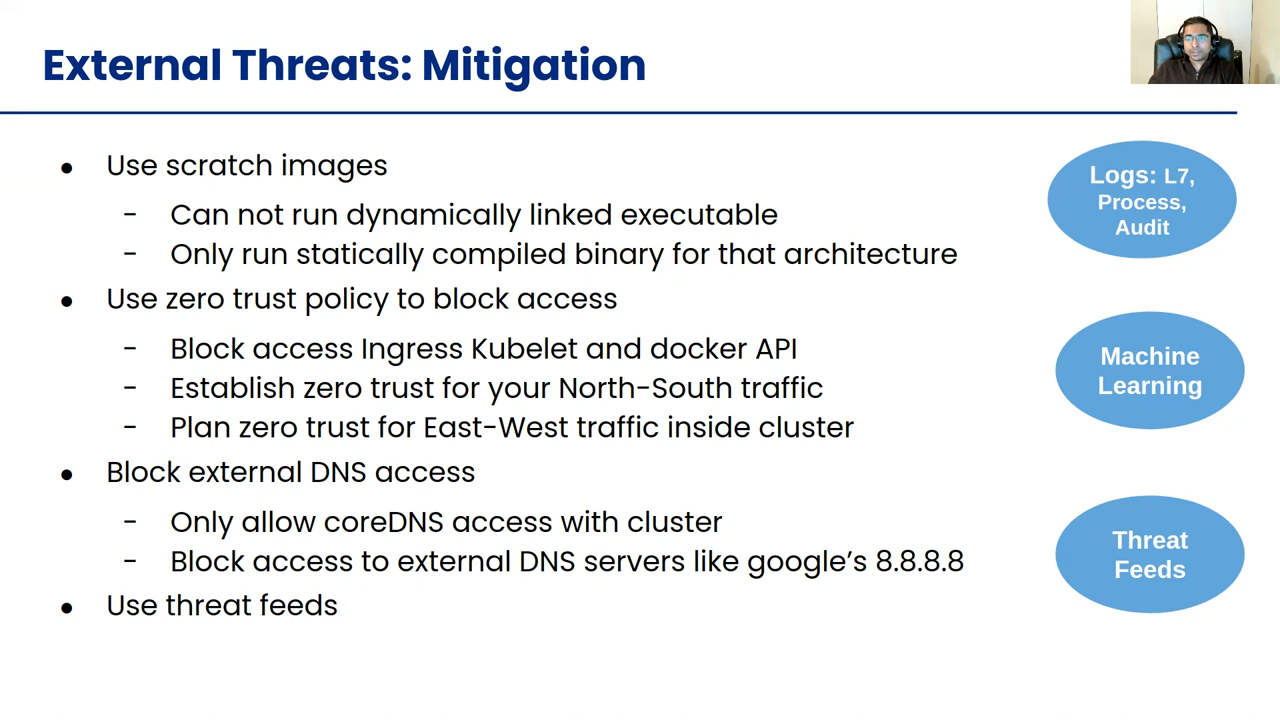 External Threats: Mitigation
● Use scratch images
- Can not run dynamically linked executable
- Only run statically compiled binary for that architecture
● Use zero trust policy to block access
- Block access Ingress Kubelet and docker API
- Establish zero trust for your North-South traffic
- Plan zero trust for East-West traffic inside cluster
● Block external DNS access
- Only allow coreDNS access with cluster
- Block access to external DNS servers like google’s 8.8.8.8
● Use threat feeds
Logs: L7,
Process,
Audit
Machine
Learning
Threat
Feeds